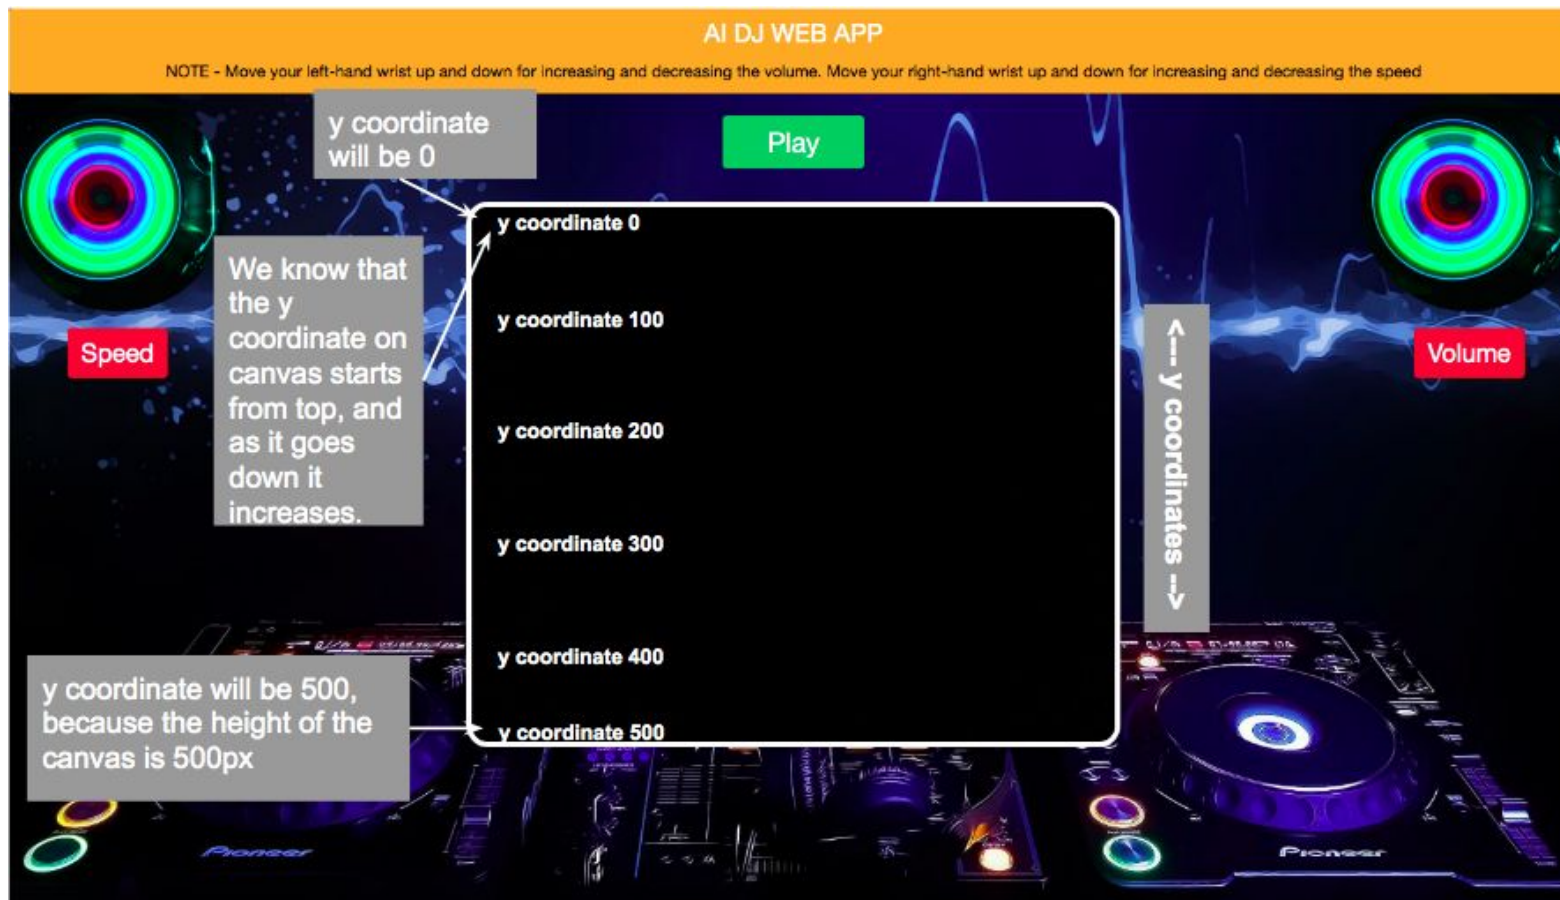 AI DJ WEB APP
NOTE - Move your left-hand wrist up and down for increasing and decreasing the volume. Move your right-hand wrist up and down for increasing and decreasing the speed
y coordinate
will be 0
Play
y coordinate 0
We know that
the y
coordinate on
canvas starts
from top, and
as it goes
down it
increases.
y coordinate 100
Speed
Volume
<--- y coordinates -->
y coordinate 200
y coordinate 300
y coordinate 400
y coordinate will be 500,
because the height of the
canvas is 500px
y coordinate 500
Pioneer
Pioneer